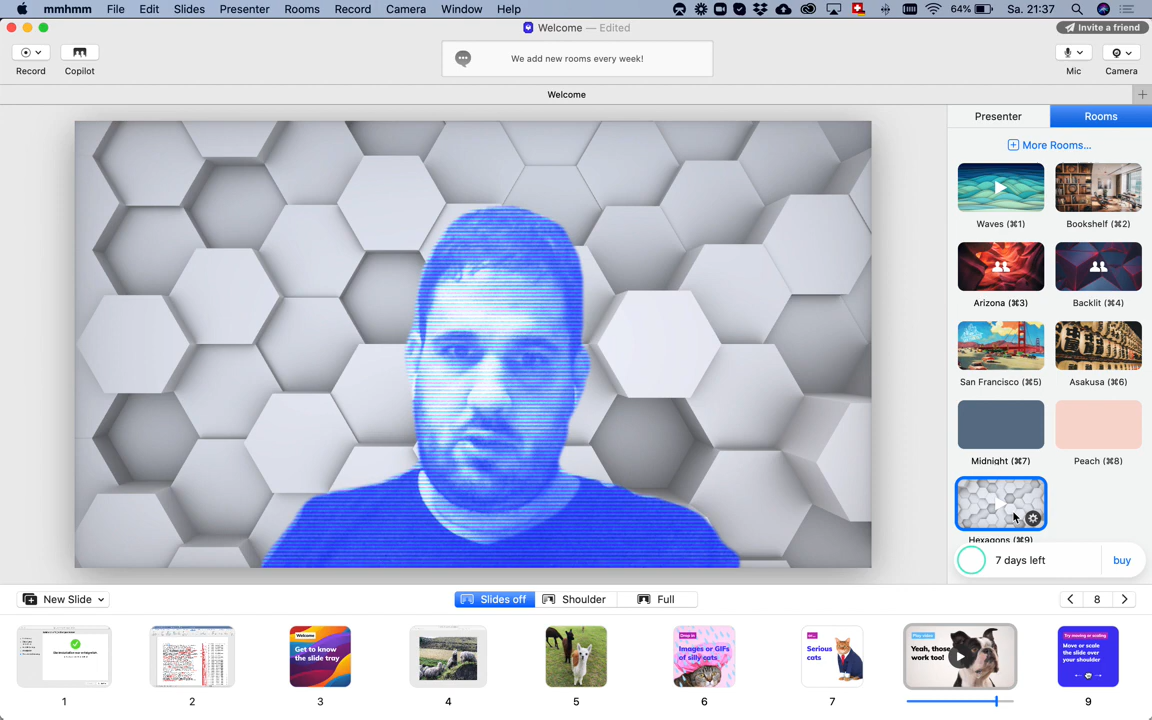 mmhmm File Edit Slides Presenter Rooms Record Camera Window Help
64% Sa. 21:37
Welcome — Edited
Invite a friend
Record
Copilot
We add new rooms every week!
Mic
Camera
Welcome
Presenter
Rooms
More Rooms...
Waves (⌘1)
Bookshelf (⌘2)
Arizona (⌘3)
Backlit (⌘4)
San Francisco (⌘5)
Asakusa (⌘6)
Midnight (⌘7)
Peach (⌘8)
Hexagons (⌘9)
7 days left
buy
New Slide
Slides off
Shoulder
Full
8
Welcome
Get to know
the slide tray
Drop in
Images or GIFs
of silly cats
Serious
cats
Play video
Yeah, those
work too!
Try moving or scaling
Move or scale
the slide over
your shoulder
1
2
3
4
5
6
7
9